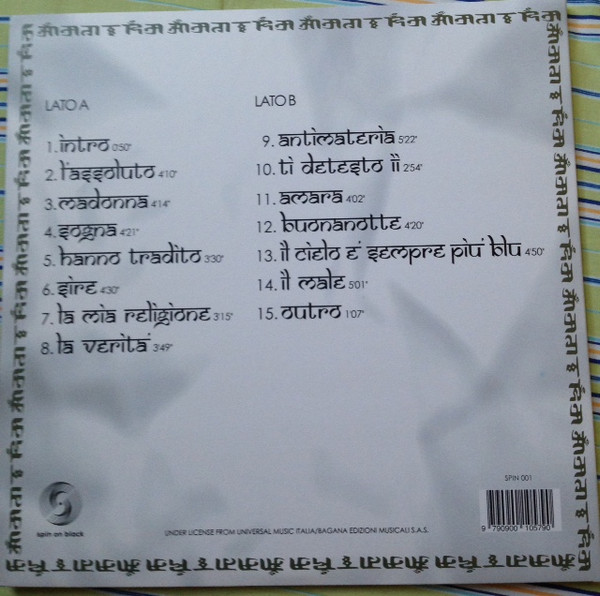 LATO A
1. intro 0'50"
2. l'assoluto 4'10"
3. madonna 4'14"
4. sogna 4'21"
5. hanno tradito 3'30"
6. sire 4'30"
7. la mia religione 3'15"
8. la verita' 3'49"
LATO B
9. antimateria 5'22"
10. ti detesto ii 2'54"
11. amara 4'02"
12. buonanotte 4'20"
13. il cielo e' sempre piu' blu 4'50"
14. il male 5'01"
15. outro 1'07"
spin on black
UNDER LICENSE FROM UNIVERSAL MUSIC ITALIA/BAGANA EDIZIONI MUSICALI S.A.S.
SPIN 001
9 790900 105790